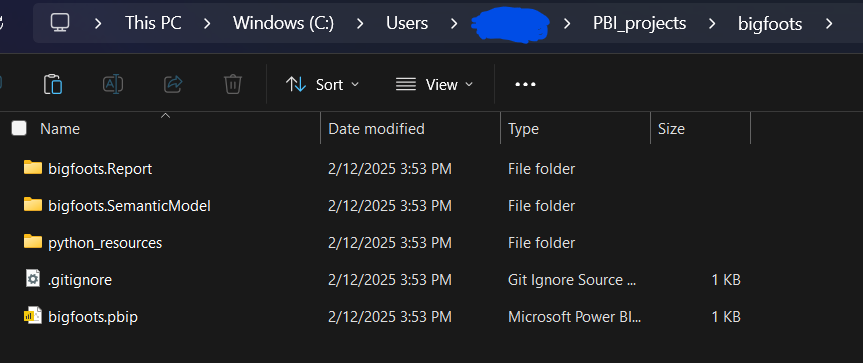 This PC > Windows (C:) > Users > > PBI_projects > bigfoots >
Sort View
Name Date modified Type Size
bigfoots.Report 2/12/2025 3:53 PM File folder
bigfoots.SemanticModel 2/12/2025 3:53 PM File folder
python_resources 2/12/2025 3:53 PM File folder
.gitignore 2/12/2025 3:53 PM Git Ignore Source ... 1 KB
bigfoots.pbip 2/12/2025 3:53 PM Microsoft Power BI... 1 KB